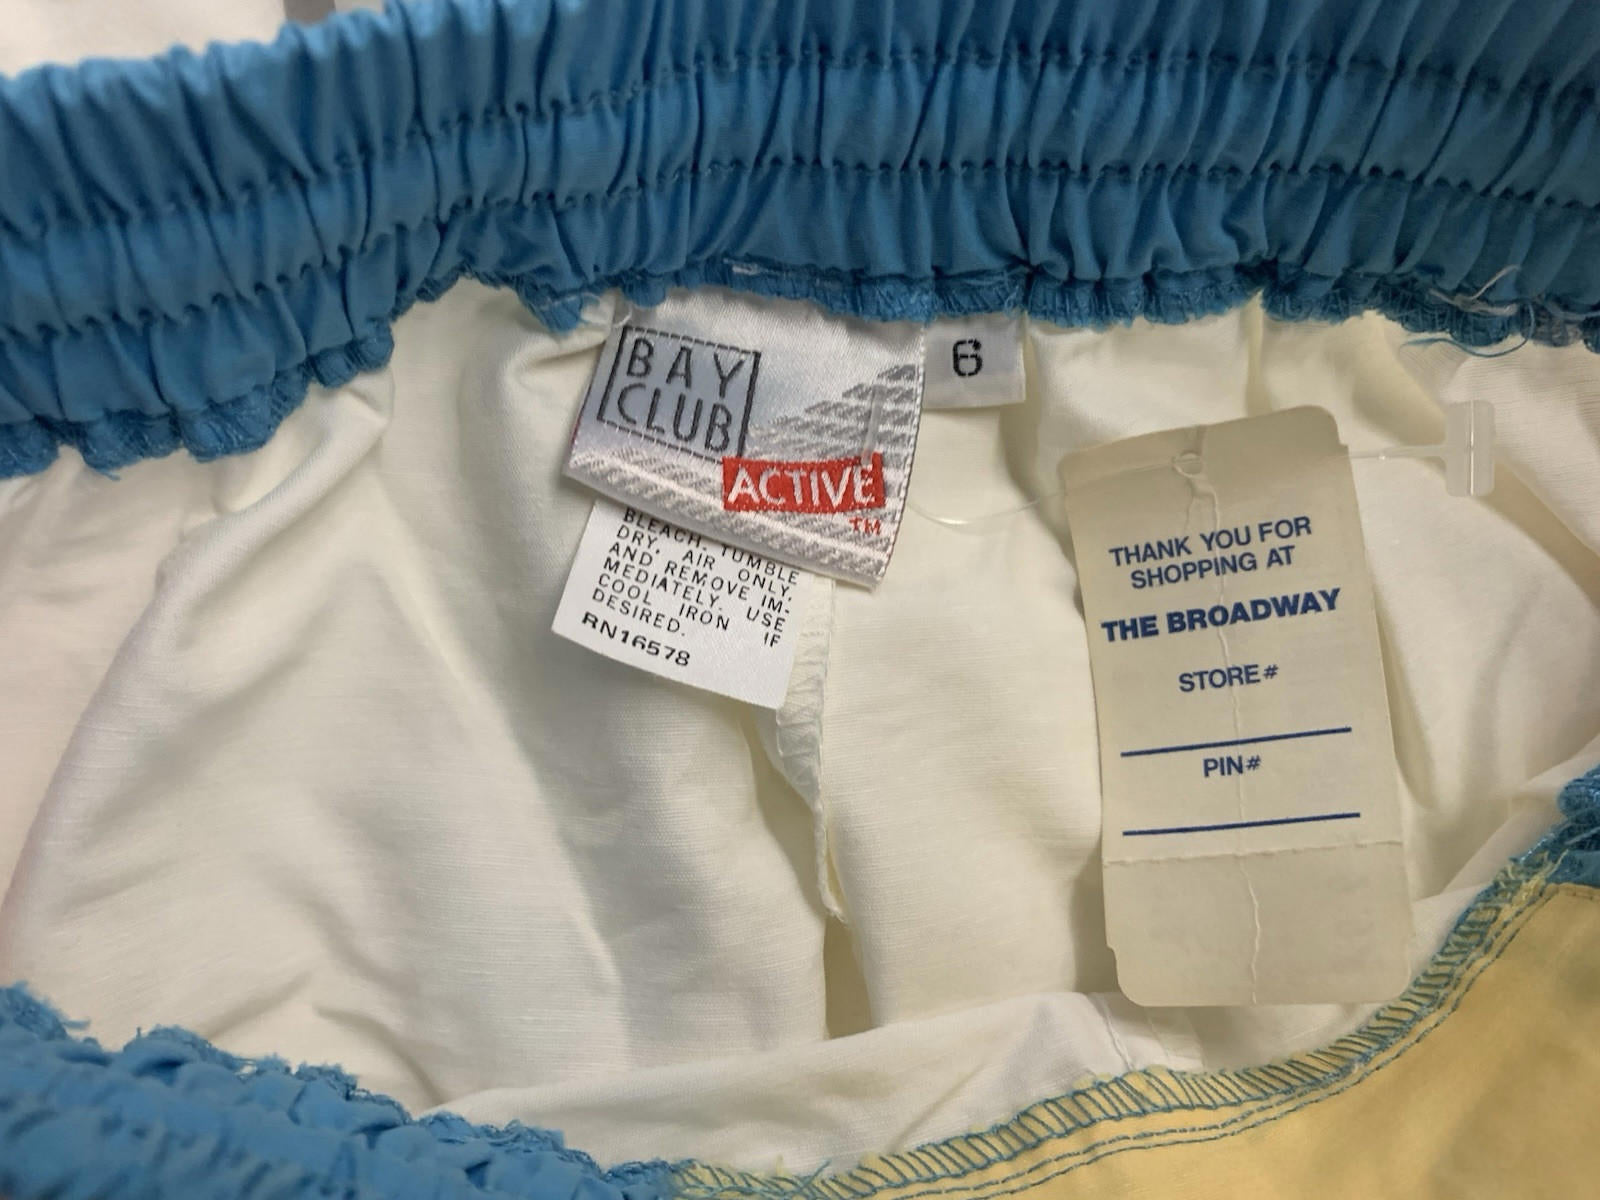 BAY
CLUB
ACTIVE
TM
6
BLEACH. TUMBLE
DRY, AIR ONLY,
AND REMOVE IM-
MEDIATELY. USE
COOL IRON IF
DESIRED.
RN16578
THANK YOU FOR
SHOPPING AT
THE BROADWAY
STORE#
PIN#